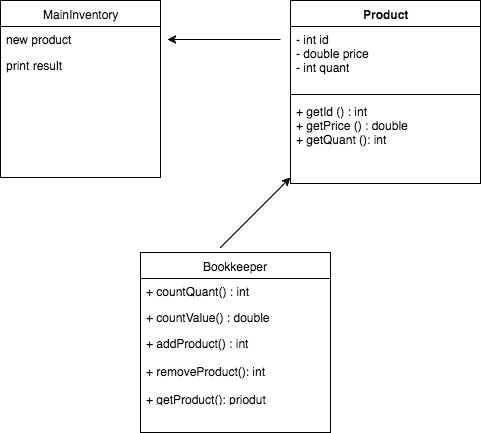 MainInventory
new product
print result
Product
- int id
- double price
- int quant
+ getId () : int
+ getPrice () : double
+ getQuant (): int
Bookkeeper
+ countQuant() : int
+ countValue() : double
+ addProduct() : int
+ removeProduct(): int
+ getProduct(): priodut